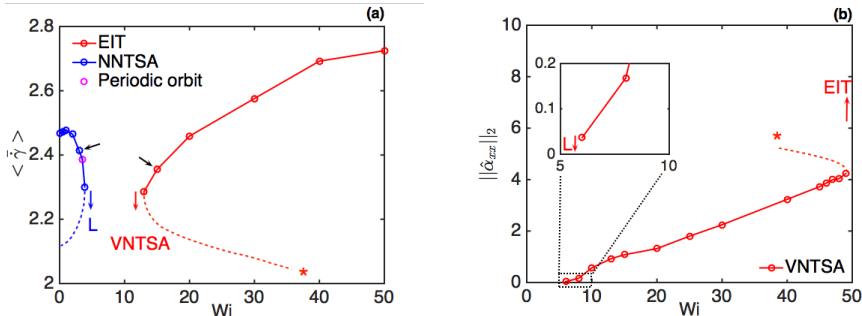 (a)
2.8
2.6
2.4
2.2
2
< γ̇̄ >
EIT
NNTSA
Periodic orbit
L
VNTSA
*
0
10
20
30
40
50
Wi
(b)
10
8
6
4
2
0
||α̂xx||2
0.2
0.1
0
L
5
10
EIT
*
VNTSA
0
10
20
30
40
50
Wi